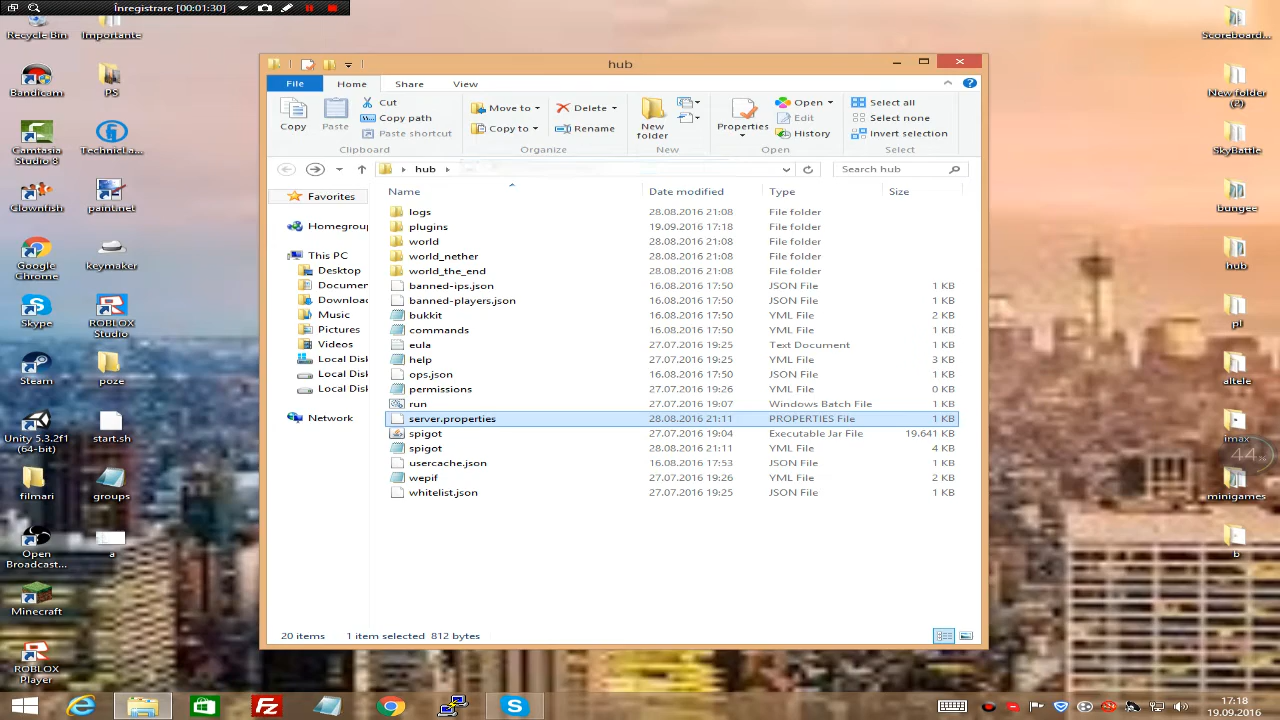 Înregistrare [00:01:30]
Recycle Bin
Importante
Bandicam
PS
Camtasia Studio 8
TechnicLa...
Clownfish
paint.net
Google Chrome
keymaker
Skype
ROBLOX Studio
Steam
poze
Unity 5.3.2f1 (64-bit)
start.sh
filmari
groups
Open Broadcast...
a
Minecraft
ROBLOX Player
hub
File
Home
Share
View
Copy
Paste
Cut
Copy path
Paste shortcut
Clipboard
Move to
Copy to
Delete
Rename
Organize
New folder
New
Properties
Open
Edit
History
Open
Select all
Select none
Invert selection
Select
hub
Search hub
Favorites
Homegroup
This PC
Desktop
Documen
Download
Music
Pictures
Videos
Local Disk
Local Disk
Local Disk
Network
Name Date modified Type Size
logs 28.08.2016 21:08 File folder
plugins 19.09.2016 17:18 File folder
world 28.08.2016 21:08 File folder
world_nether 28.08.2016 21:08 File folder
world_the_end 28.08.2016 21:08 File folder
banned-ips.json 16.08.2016 17:50 JSON File 1 KB
banned-players.json 16.08.2016 17:50 JSON File 1 KB
bukkit 16.08.2016 17:50 YML File 2 KB
commands 16.08.2016 17:50 YML File 1 KB
eula 27.07.2016 19:25 Text Document 1 KB
help 27.07.2016 19:25 YML File 3 KB
ops.json 16.08.2016 17:50 JSON File 1 KB
permissions 27.07.2016 19:26 YML File 0 KB
run 27.07.2016 19:07 Windows Batch File 1 KB
server.properties 28.08.2016 21:11 PROPERTIES File 1 KB
spigot 27.07.2016 19:04 Executable Jar File 19.641 KB
spigot 28.08.2016 21:11 YML File 4 KB
usercache.json 16.08.2016 17:53 JSON File 1 KB
wepif 27.07.2016 19:26 YML File 2 KB
whitelist.json 27.07.2016 19:25 JSON File 1 KB
20 items 1 item selected 812 bytes
Scoreboard...
New folder (2)
SkyBattle
bungee
hub
pl
altele
imax
44%
minigames
b
17:18
19.09.2016